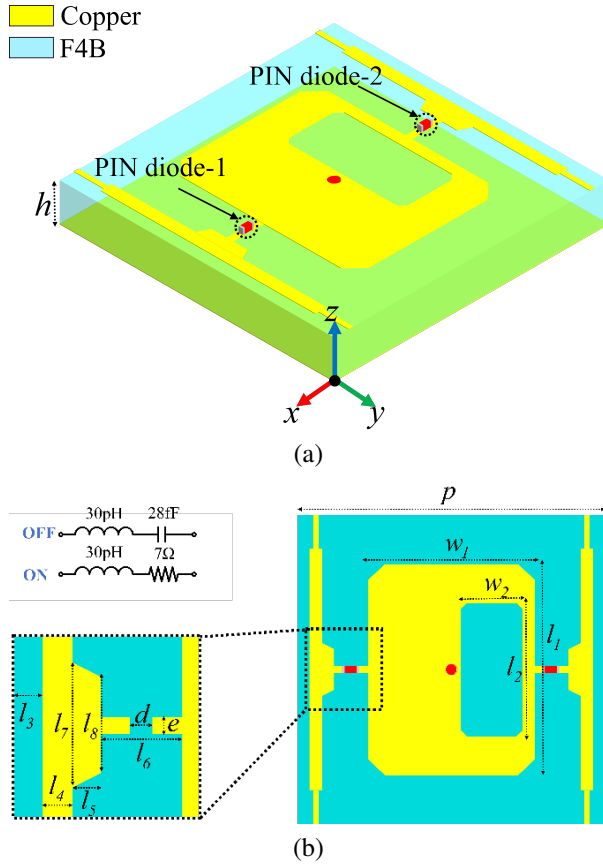 Copper
F4B
PIN diode-2
PIN diode-1
h
z
x
y
(a)
30pH 28fF
OFF
30pH 7Ω
ON
p
w1
w2
l1
l2
l3
l7
l8
d
e
l6
l4
l5
(b)